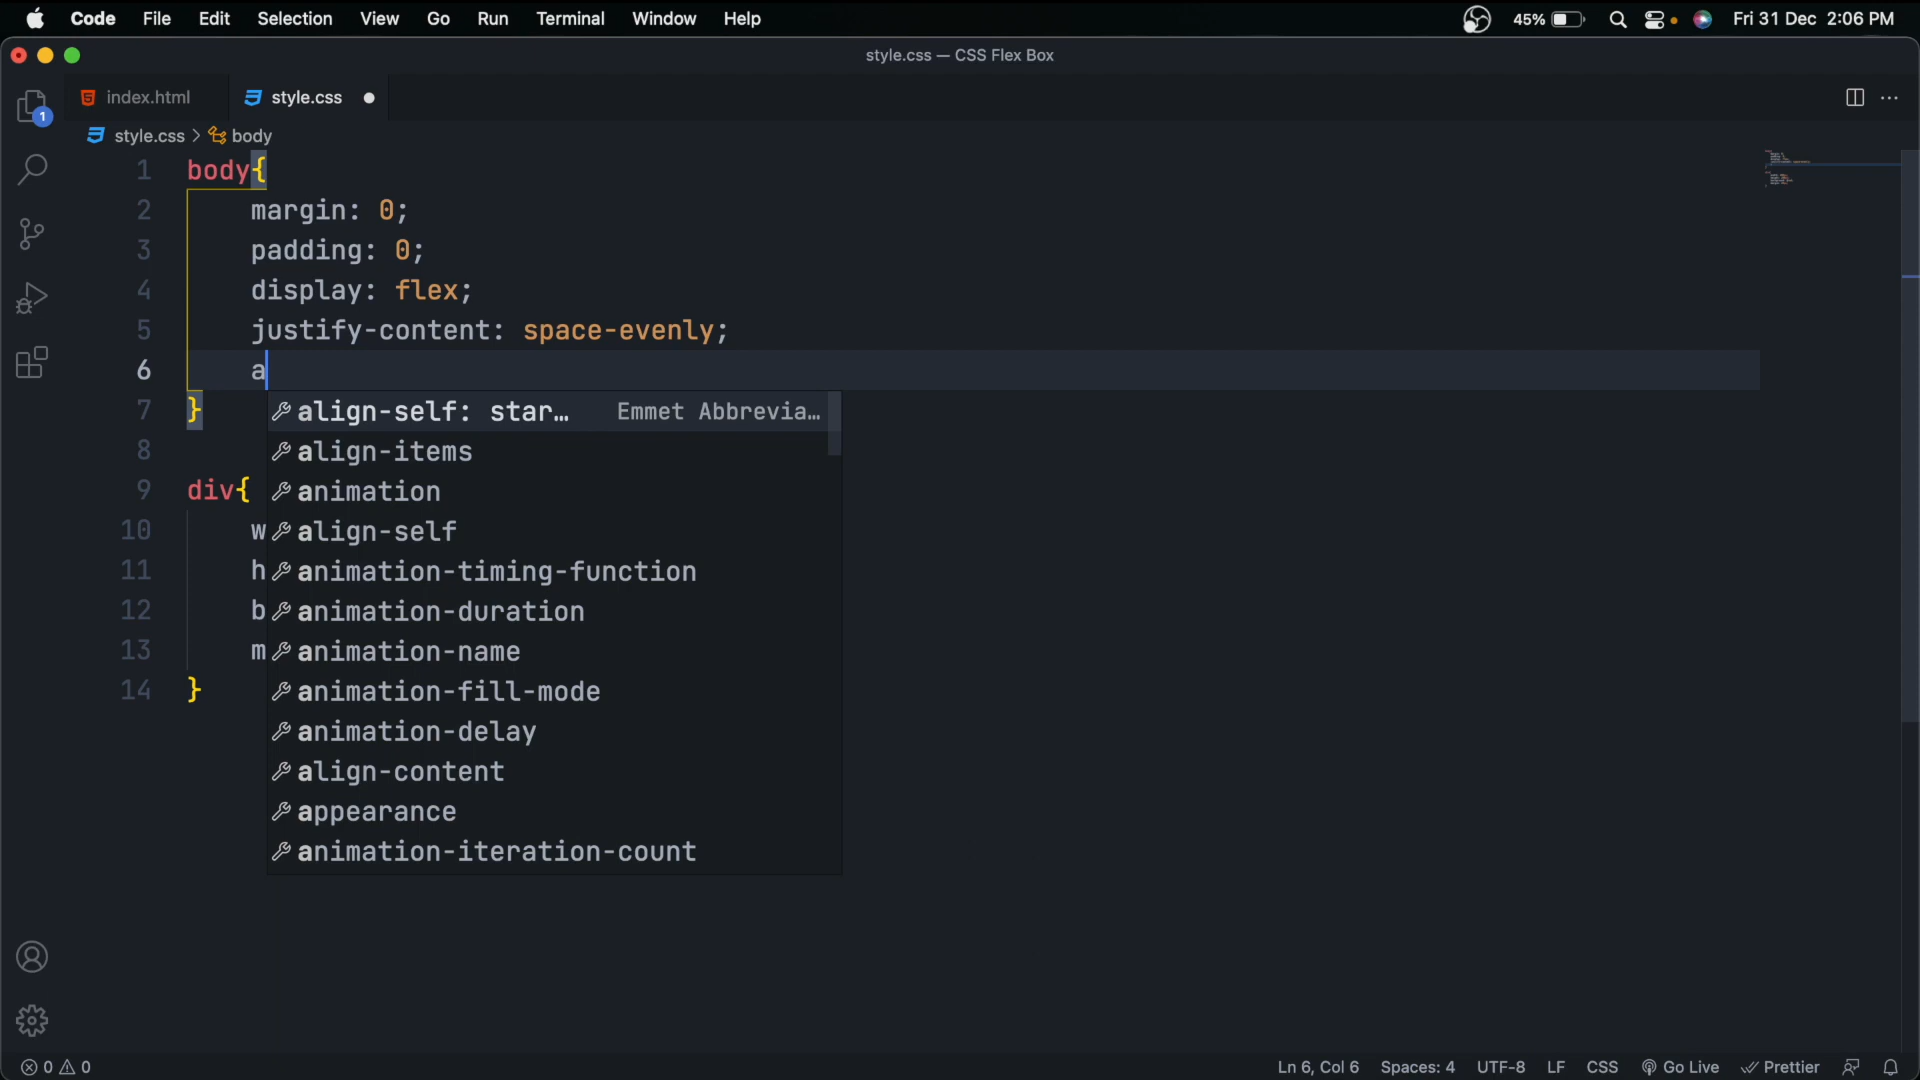 Code File Edit Selection View Go Run Terminal Window Help 45% Fri 31 Dec 2:06 PM
style.css — CSS Flex Box
index.html style.css
1
style.css > body
1 body{
2 margin: 0;
3 padding: 0;
4 display: flex;
5 justify-content: space-evenly;
6 a
7 } align-self: star… Emmet Abbrevia…
8 align-items
9 div{ animation
10 w align-self
11 h animation-timing-function
12 b animation-duration
13 m animation-name
14 } animation-fill-mode
animation-delay
align-content
appearance
animation-iteration-count
0 0 Ln 6, Col 6 Spaces: 4 UTF-8 LF CSS Go Live Prettier